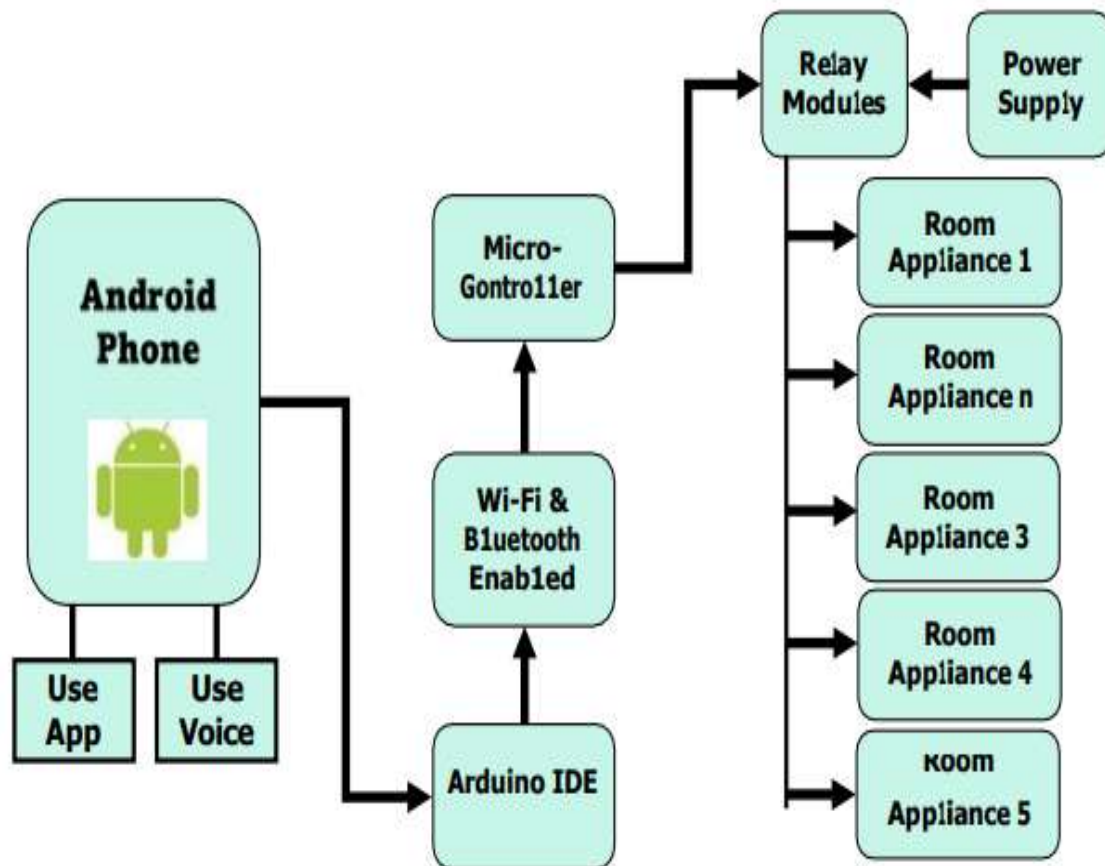 Android
Phone
Use
App
Use
Voice
Arduino IDE
Wi-Fi &
B1uetooth
Enab1ed
Micro-
Gontro11er
Relay
Modules
Power
Supply
Room
Appliance 1
Room
Appliance n
Room
Appliance 3
Room
Appliance 4
Room
Appliance 5